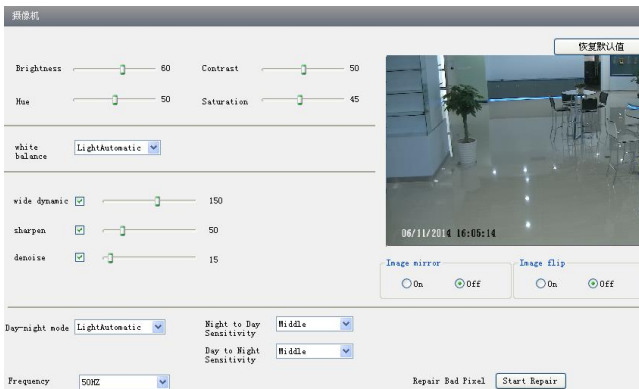 摄像机
恢复默认值
Brightness 60 Contrast 50
Hue 50 Saturation 45
white balance LightAutomatic
wide dynamic 150
sharpen 50
denoise 15
06/11/2014 16:05:14
Image mirror Image flip
On Off On Off
Day-night mode LightAutomatic Night to Day Sensitivity Middle
Day to Night Sensitivity Middle
Frequency 50HZ Repair Bad Pixel Start Repair